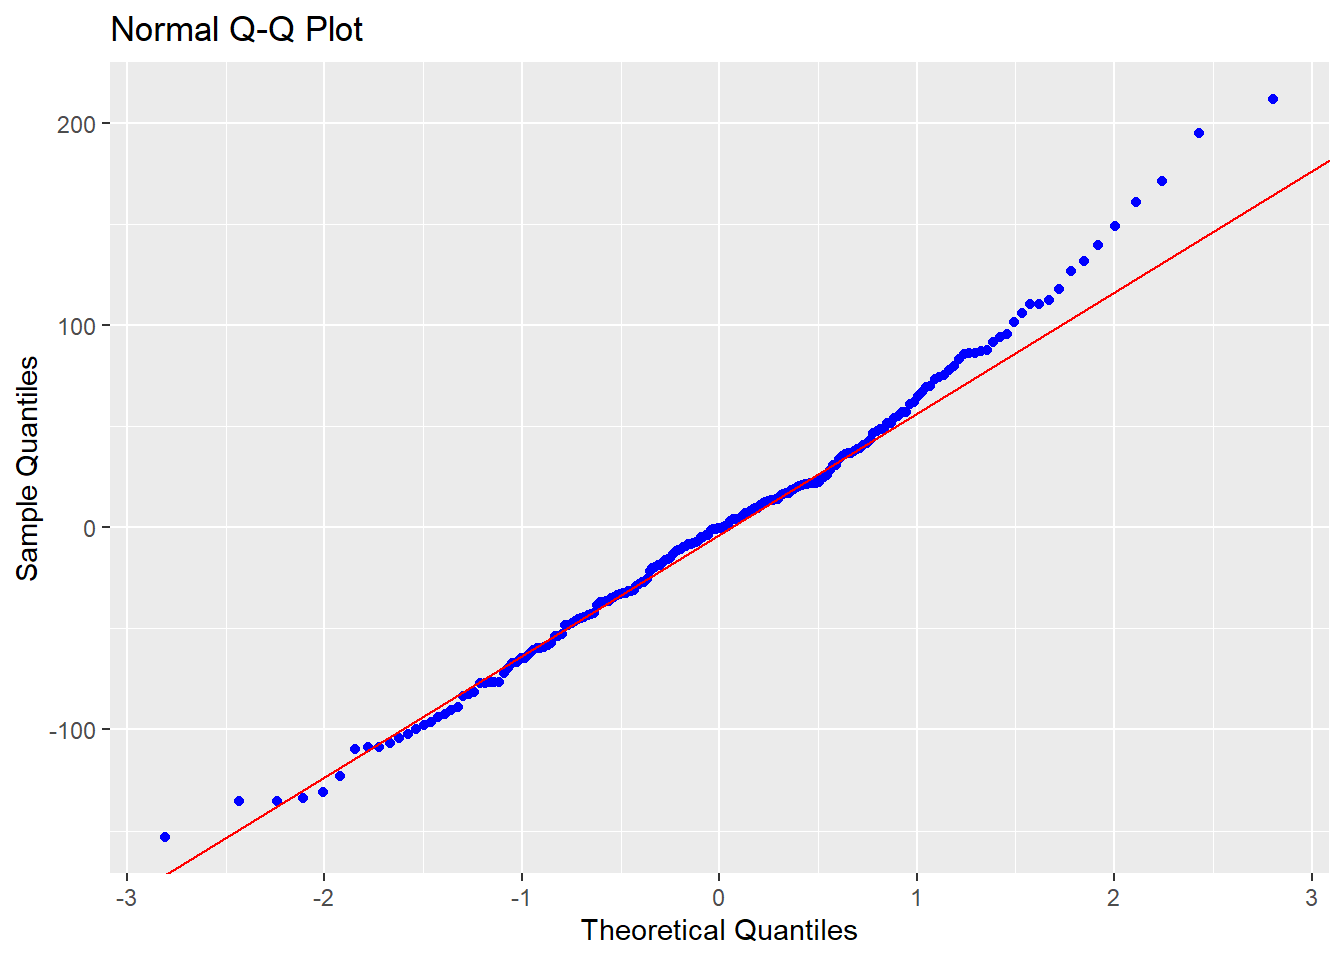 Normal Q-Q Plot
200
100
0
-100
-3 -2 -1 0 1 2 3
Sample Quantiles
Theoretical Quantiles